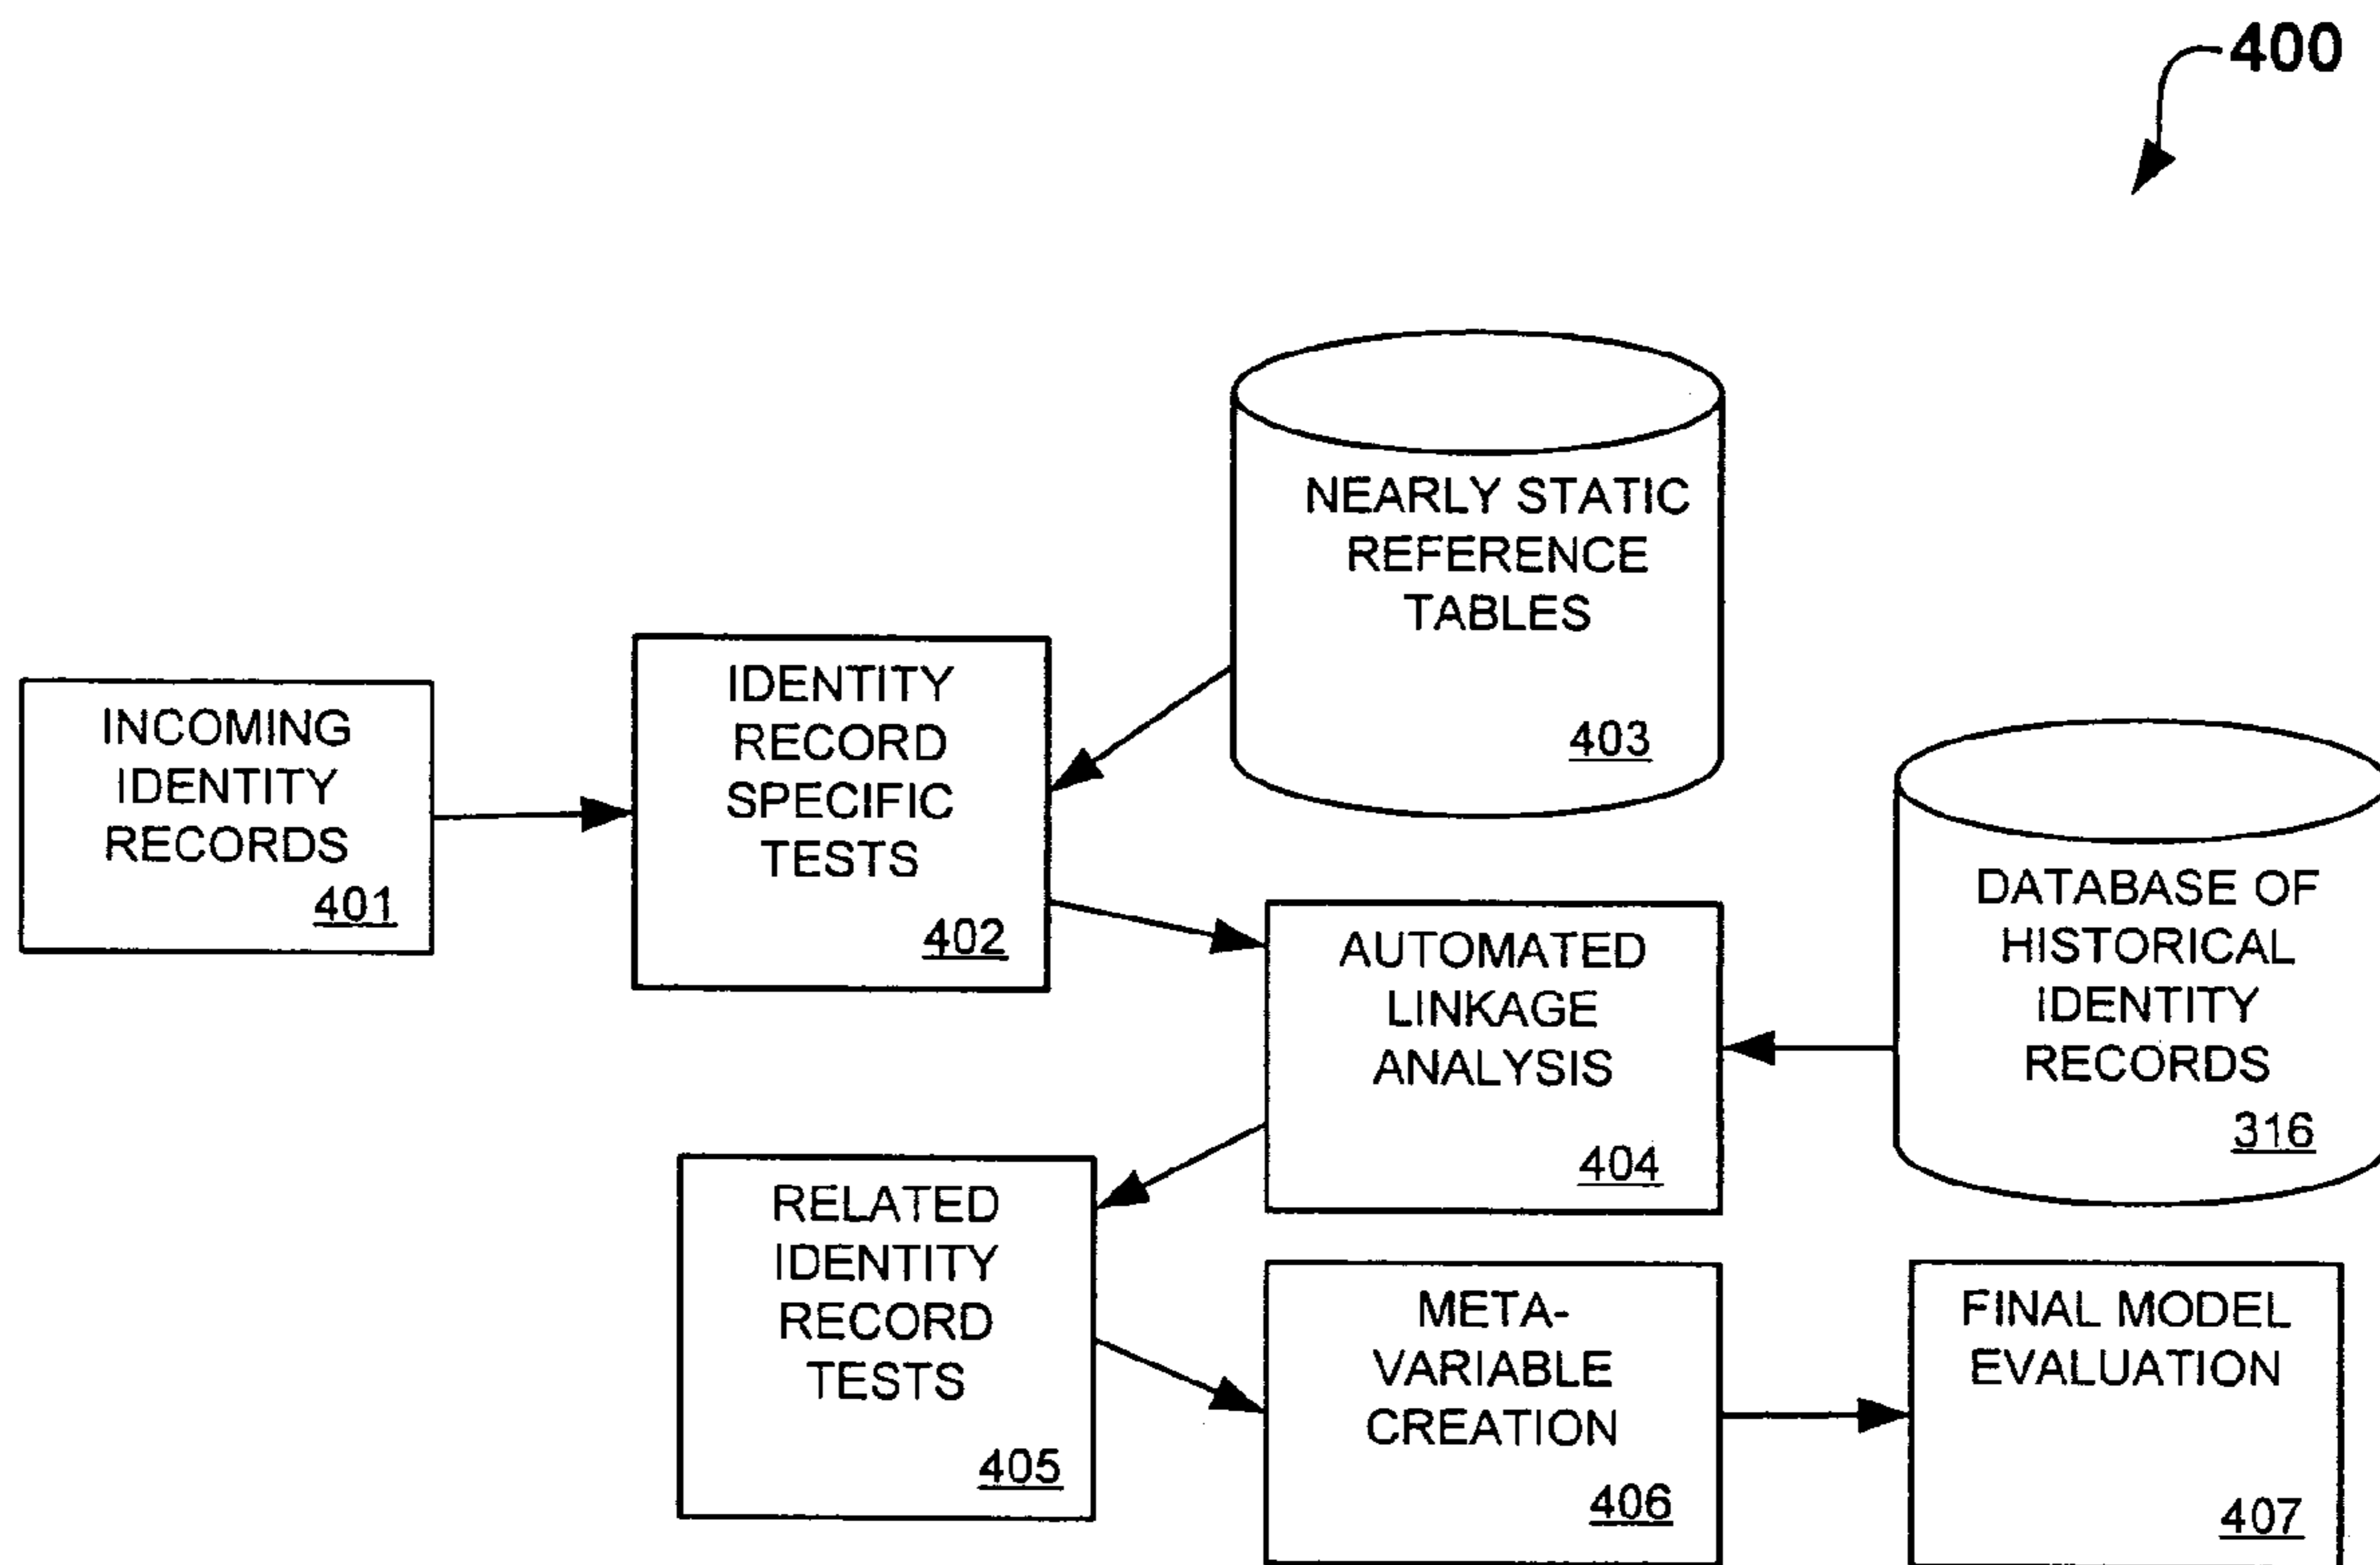 400
NEARLY STATIC
REFERENCE
TABLES
403
INCOMING
IDENTITY
RECORDS
401
IDENTITY
RECORD
SPECIFIC
TESTS
402
AUTOMATED
LINKAGE
ANALYSIS
404
DATABASE OF
HISTORICAL
IDENTITY
RECORDS
316
RELATED
IDENTITY
RECORD
TESTS
405
META-
VARIABLE
CREATION
406
FINAL MODEL
EVALUATION
407